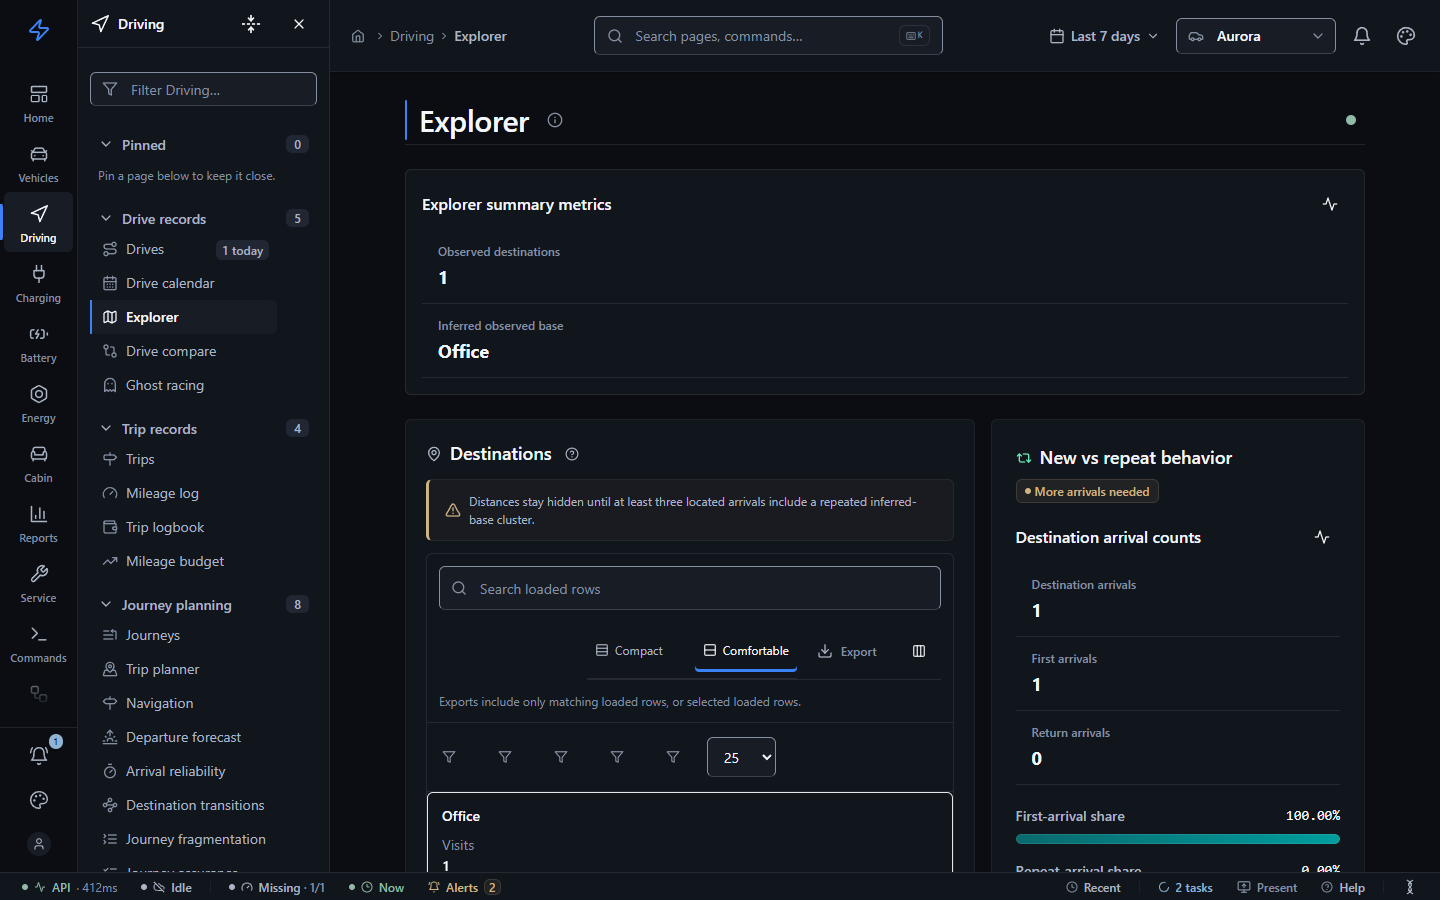 Driving
Filter Driving...
Home
Vehicles
Driving
Charging
Battery
Energy
Cabin
Reports
Service
Commands
1
Pinned 0
Pin a page below to keep it close.
Drive records 5
Drives 1 today
Drive calendar
Explorer
Drive compare
Ghost racing
Trip records 4
Trips
Mileage log
Trip logbook
Mileage budget
Journey planning 8
Journeys
Trip planner
Navigation
Departure forecast
Arrival reliability
Destination transitions
Journey fragmentation
Driving > Explorer
Search pages, commands... K
Last 7 days
Aurora
Explorer
Explorer summary metrics
Observed destinations
1
Inferred observed base
Office
Destinations
Distances stay hidden until at least three located arrivals include a repeated inferred-
base cluster.
Search loaded rows
Compact Comfortable Export
Exports include only matching loaded rows, or selected loaded rows.
25
Office
Visits
1
New vs repeat behavior
More arrivals needed
Destination arrival counts
Destination arrivals
1
First arrivals
1
Return arrivals
0
First-arrival share 100.00%
Repeat-arrival share 0.00%
API · 412ms Idle Missing · 1/1 Now Alerts 2 Recent 2 tasks Present Help